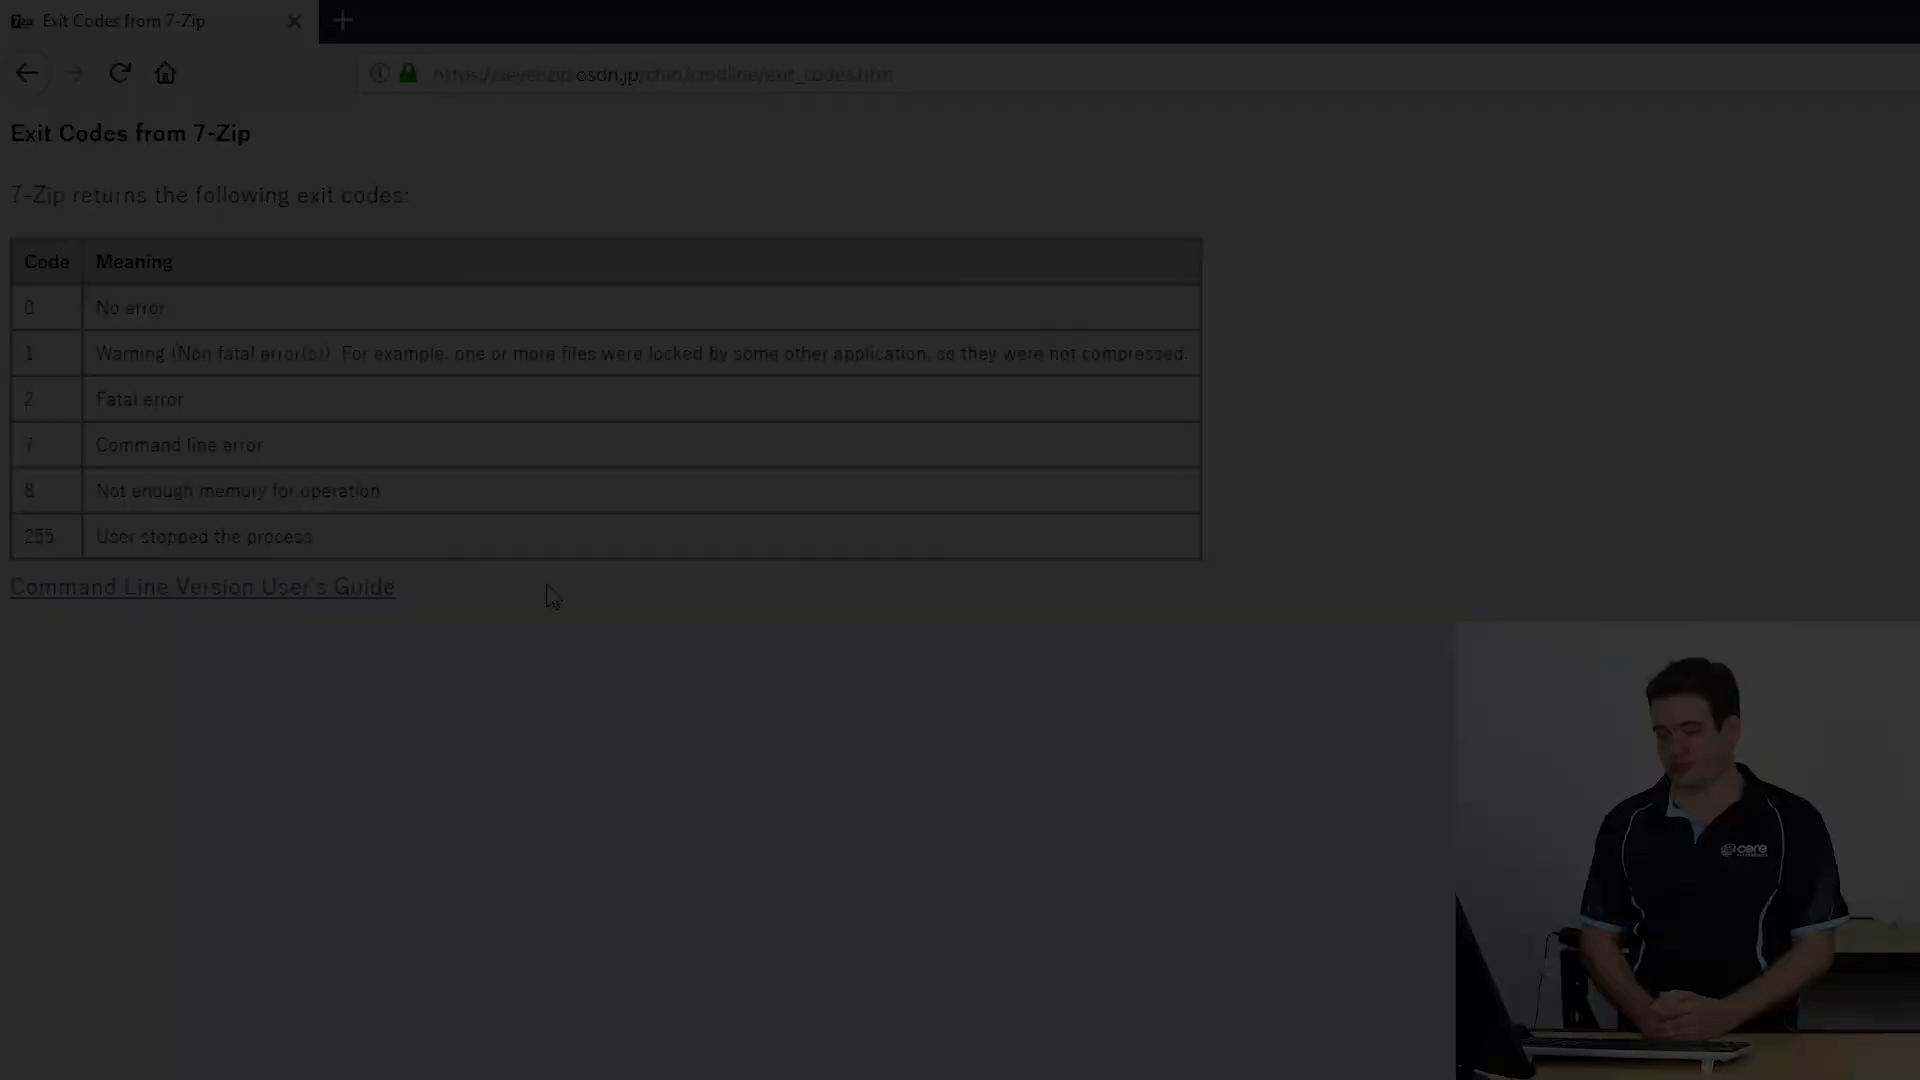 Exit Codes from 7-Zip
https://sevenzip.osdn.jp/chm/cmdline/exit_codes.htm
Exit Codes from 7-Zip
7-Zip returns the following exit codes:
Code Meaning
0 No error
1 Warning (Non fatal error(s)). For example, one or more files were locked by some other application, so they were not compressed.
2 Fatal error
7 Command line error
8 Not enough memory for operation
255 User stopped the process
Command Line Version User's Guide
core